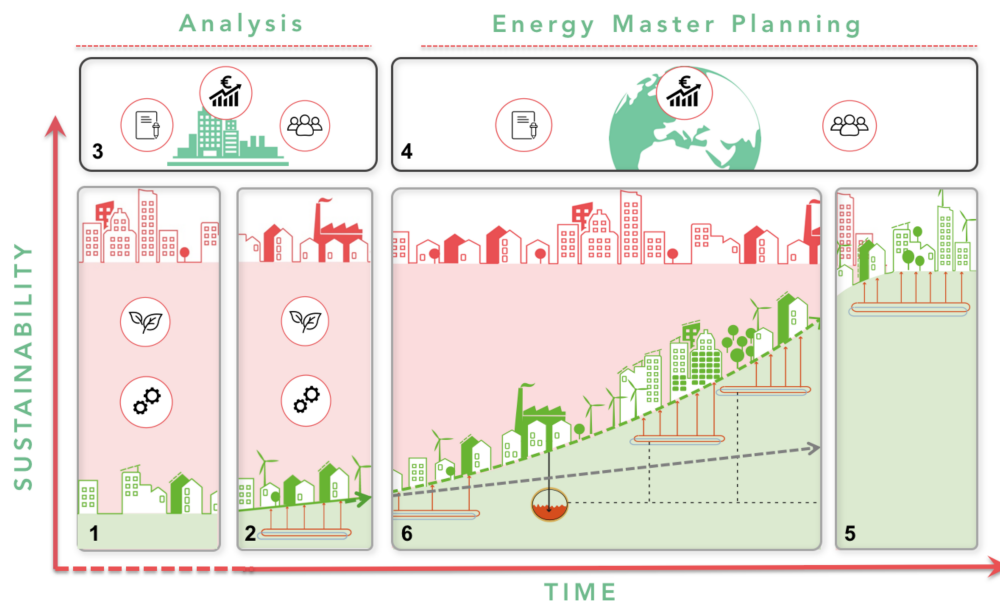 Analysis
Energy Master Planning
€
€
3
4
SUSTAINABILITY
1
2
6
5
TIME